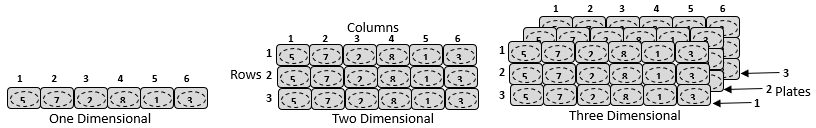 1 2 3 4 5 6
5 7 2 8 1 3
One Dimensional
Columns
1 2 3 4 5 6
Rows
1 5 7 2 8 1 3
2 5 7 2 8 1 3
3 5 7 2 8 1 3
Two Dimensional
1 2 3 4 5 6
1 5 7 2 8 1 3
2 5 7 2 8 1 3
3 5 7 2 8 1 3
3
2 Plates
1
Three Dimensional